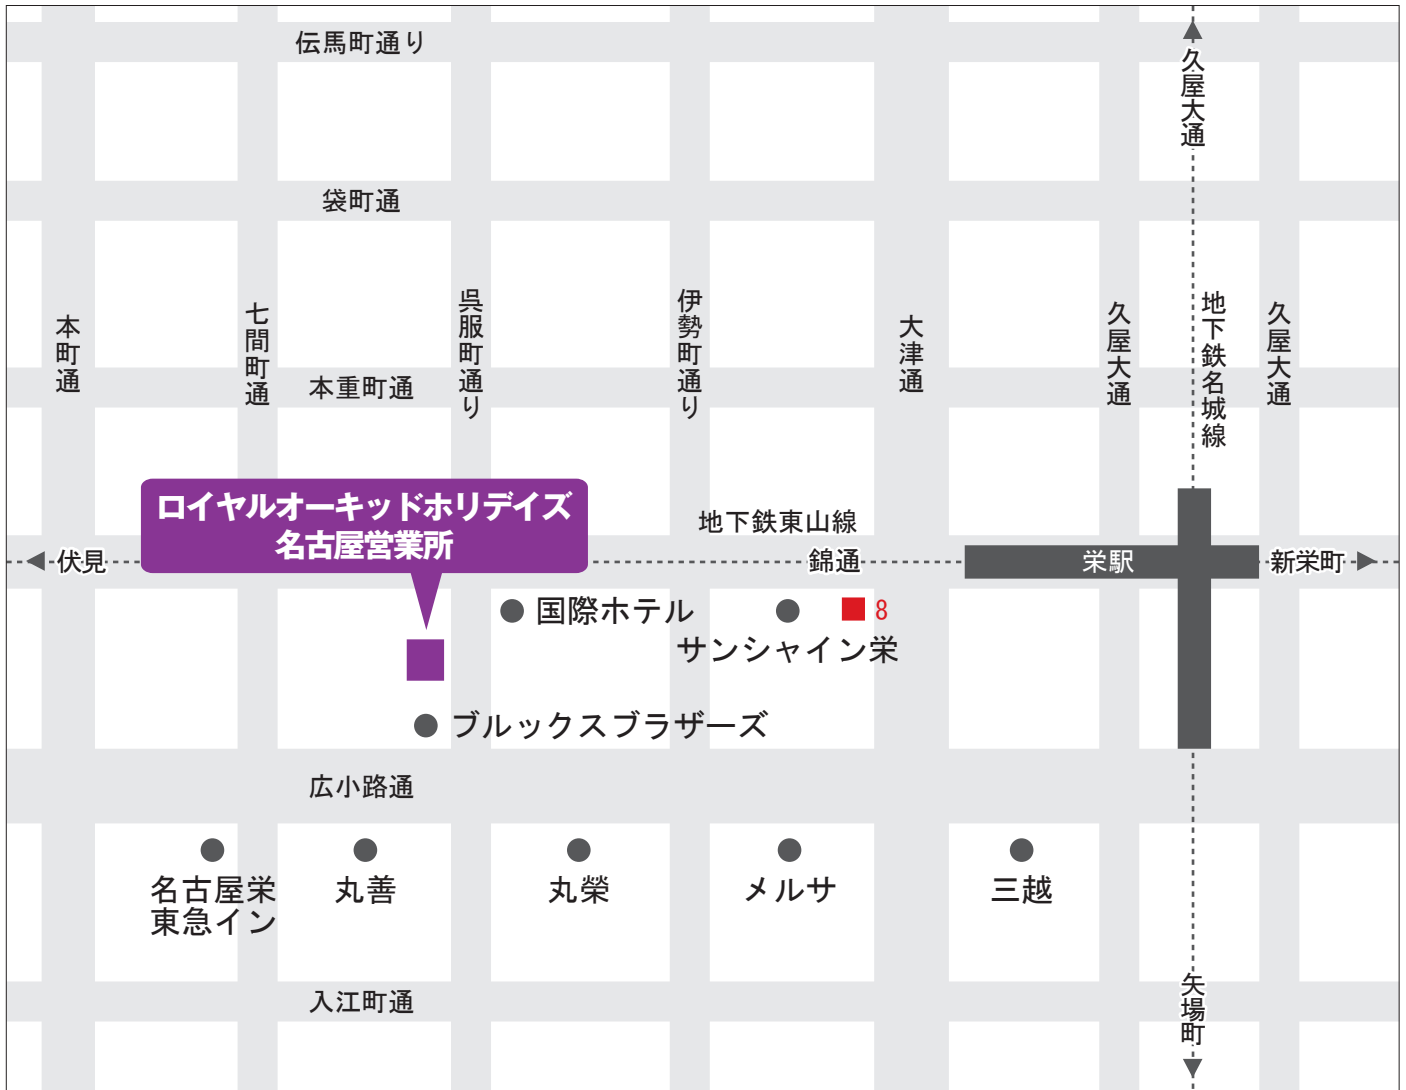 伝馬町通り
久屋大通
袋町通
本町通
七間町通
呉服町通り
伊勢町通り
大津通
久屋大通
地下鉄名城線
久屋大通
本重町通
ロイヤルオーキッドホリデイズ
名古屋営業所
地下鉄東山線
伏見
錦通
栄駅
新栄町
国際ホテル
8
サンシャイン栄
ブルックスブラザーズ
広小路通
名古屋栄
東急イン
丸善
丸榮
メルサ
三越
入江町通
矢場町